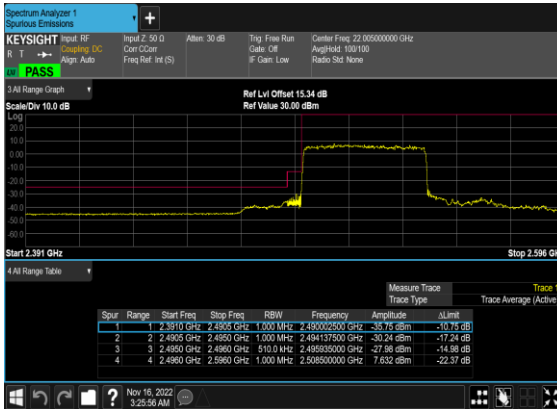 Spectrum Analyzer 1
Spurious Emissions
KEYSIGHT Input: RF Input Z: 50 Ω Atten: 30 dB Trig: Free Run Center Freq: 22.005000000 GHz
R T Coupling: DC Corr CCorr Gate: Off Avg|Hold: 100/100
Align: Auto Freq Ref: Int (S) IF Gain: Low Radio Std: None
LXI PASS
3 All Range Graph Ref Lvl Offset 15.34 dB
Scale/Div 10.0 dB Ref Value 30.00 dBm
Log
20.0
10.0
0.00
-10.0
-20.0
-30.0
-40.0
-50.0
-60.0
Start 2.391 GHz Stop 2.596 GH
4 All Range Table
Measure Trace Trace 1
Trace Type Trace Average (Active
Spur Range Start Freq Stop Freq RBW Frequency Amplitude ΔLimit
1 1 2.3910 GHz 2.4905 GHz 1.000 MHz 2.490002500 GHz -35.75 dBm -10.75 dB
2 2 2.4905 GHz 2.4950 GHz 1.000 MHz 2.494137500 GHz -30.24 dBm -17.24 dB
3 3 2.4950 GHz 2.4960 GHz 510.0 kHz 2.495935000 GHz -27.98 dBm -14.98 dB
4 4 2.4960 GHz 2.5960 GHz 1.000 MHz 2.508500000 GHz 7.632 dBm -22.37 dB
Nov 16, 2022
3:25:56 AM